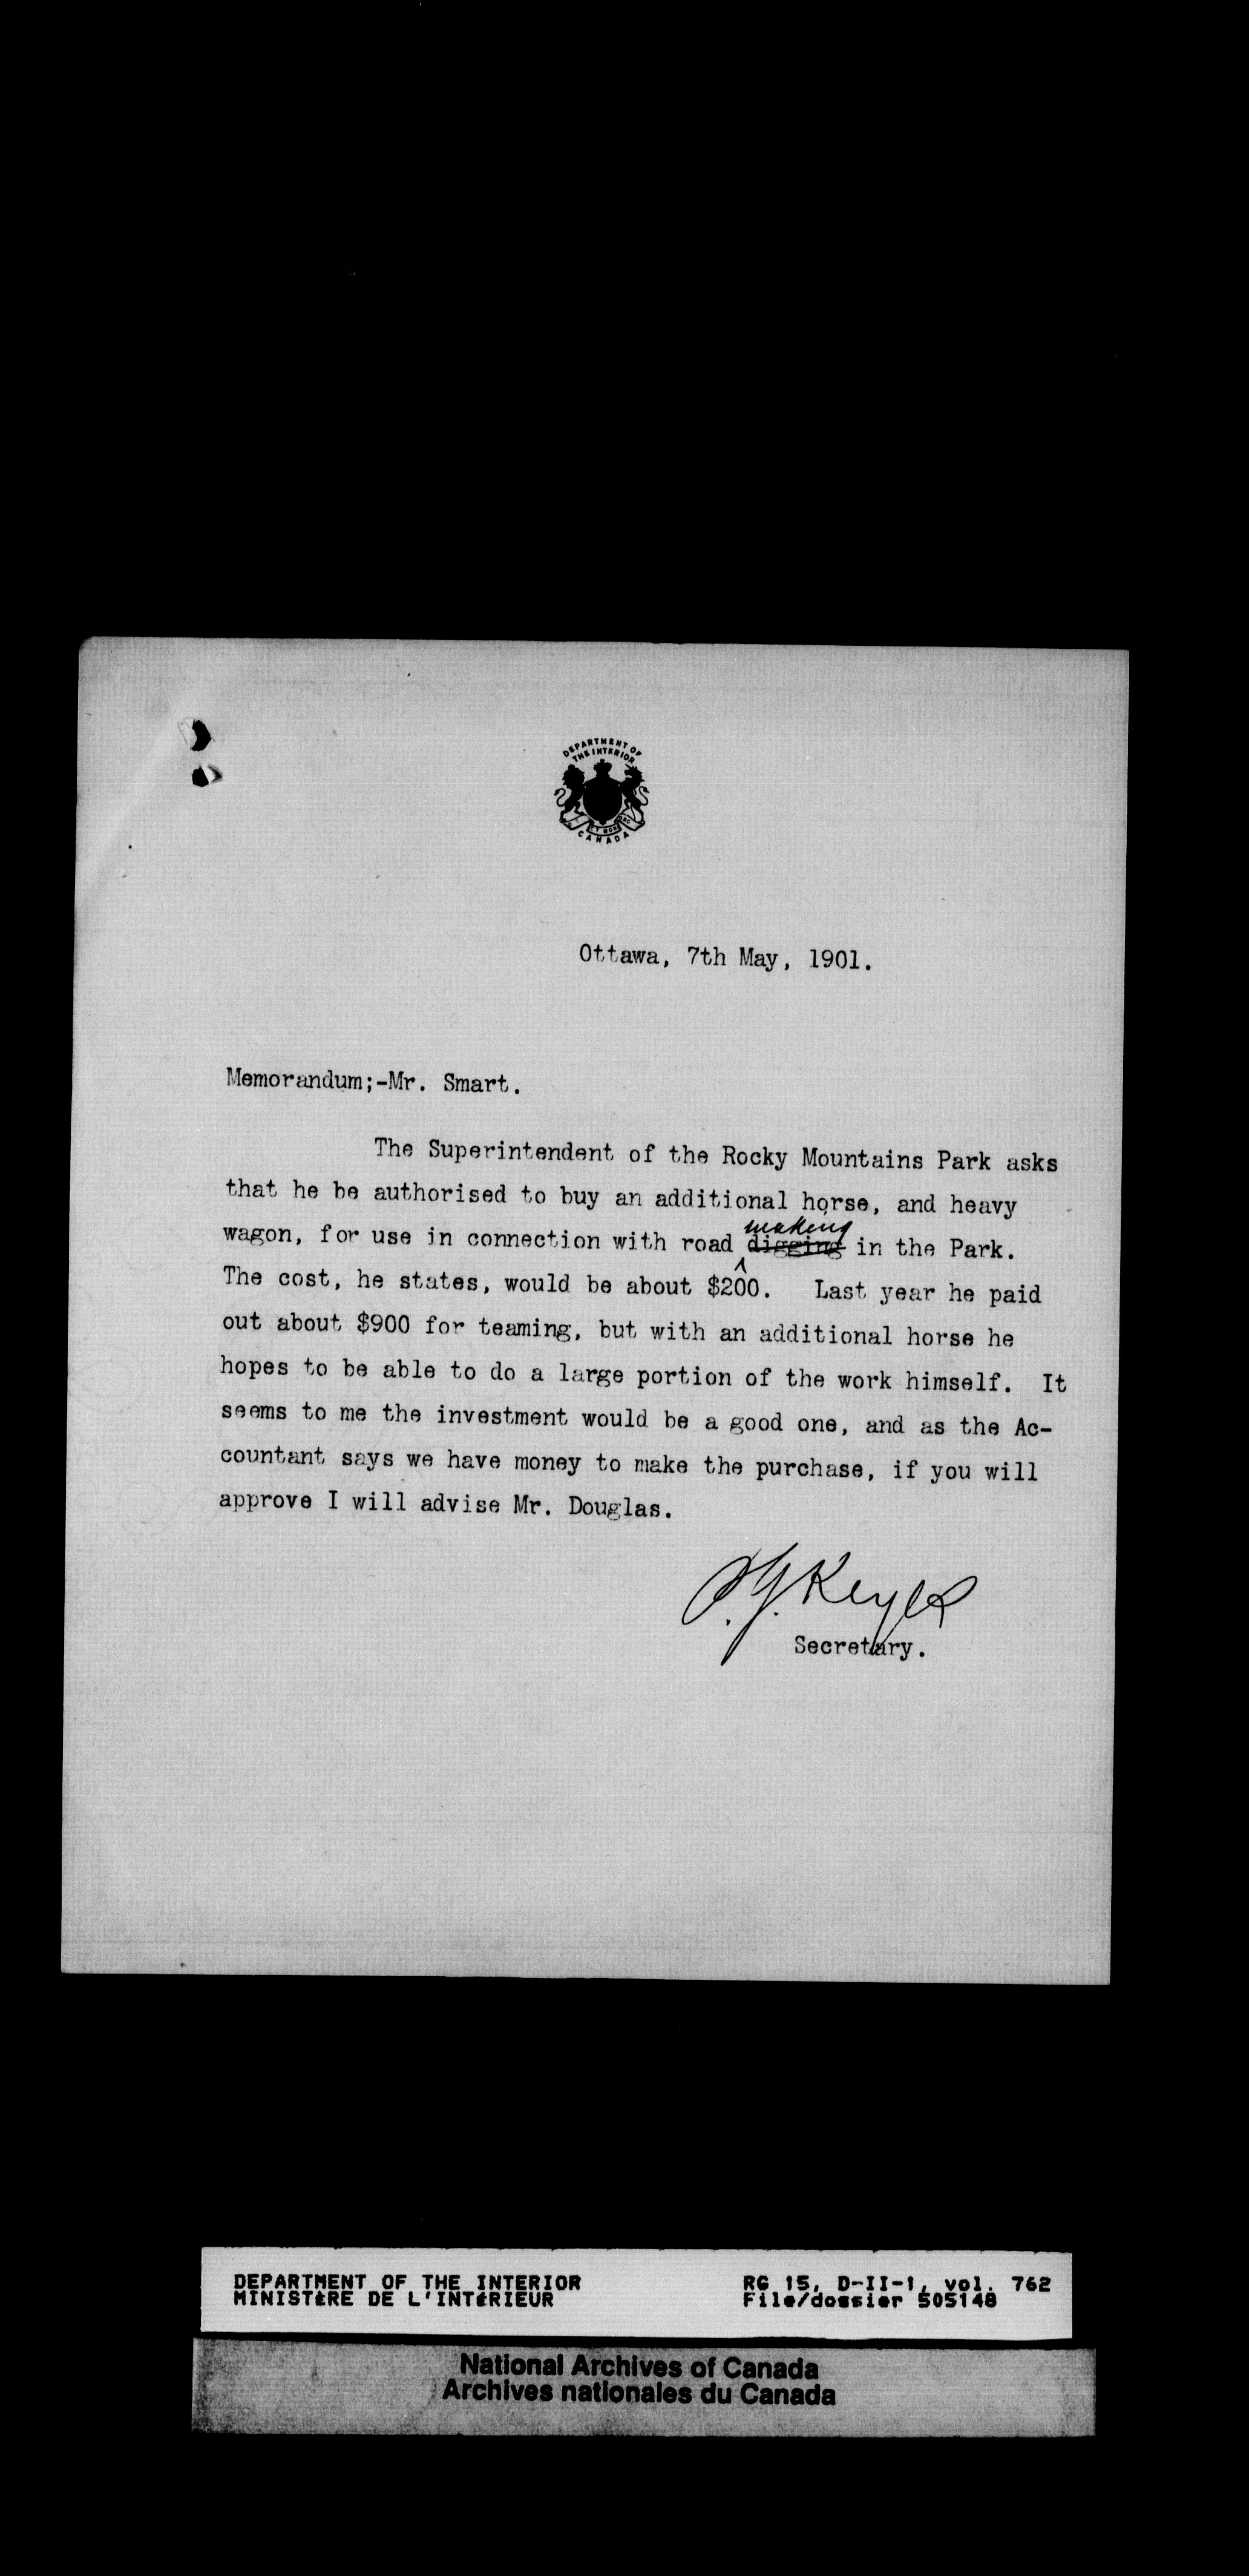 DEPARTMENT OF
THE INTERIOR
CANADA
Ottawa, 7th May, 1901.
Memorandum;-Mr. Smart.
The Superintendent of the Rocky Mountains Park asks
that he be authorised to buy an additional horse, and heavy
making
wagon, for use in connection with road digging in the Park.
The cost, he states, would be about $200. Last year he paid
out about $900 for teaming, but with an additional horse he
hopes to be able to do a large portion of the work himself. It
seems to me the investment would be a good one, and as the Ac-
countant says we have money to make the purchase, if you will
approve I will advise Mr. Douglas.
P. G. Keyes
Secretary.
DEPARTMENT OF THE INTERIOR
MINISTÈRE DE L'INTÉRIEUR
RG 15, D-II-1, vol. 762
File/dossier 505148
National Archives of Canada
Archives nationales du Canada